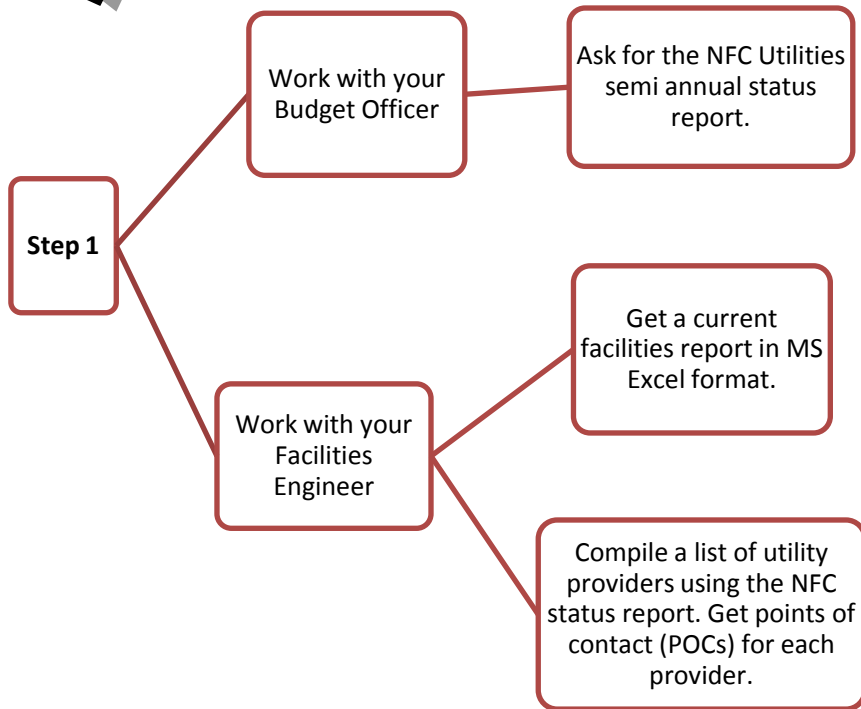 Step 1
Work with your
Budget Officer
Ask for the NFC Utilities
semi annual status
report.
Work with your
Facilities
Engineer
Get a current
facilities report in MS
Excel format.
Compile a list of utility
providers using the NFC
status report. Get points of
contact (POCs) for each
provider.